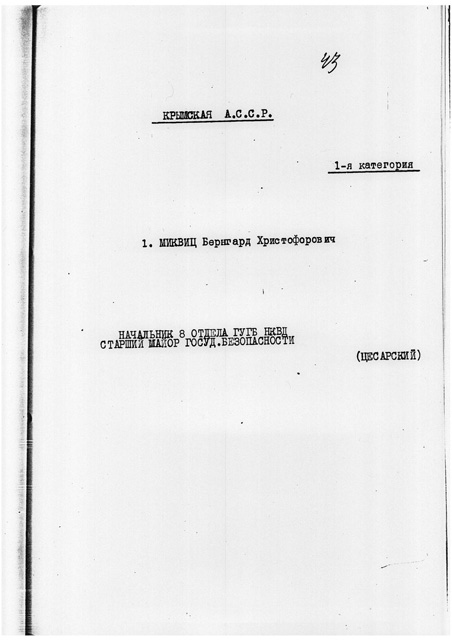 43
КРЫМСКАЯ А.С.С.Р.
1-я категория
1. МИКВИЦ Бернгард Христофорович
НАЧАЛЬНИК 8 ОТДЕЛА ГУГБ НКВД
СТАРШИЙ МАЙОР ГОСУД.БЕЗОПАСНОСТИ
(ЦЕСАРСКИЙ)